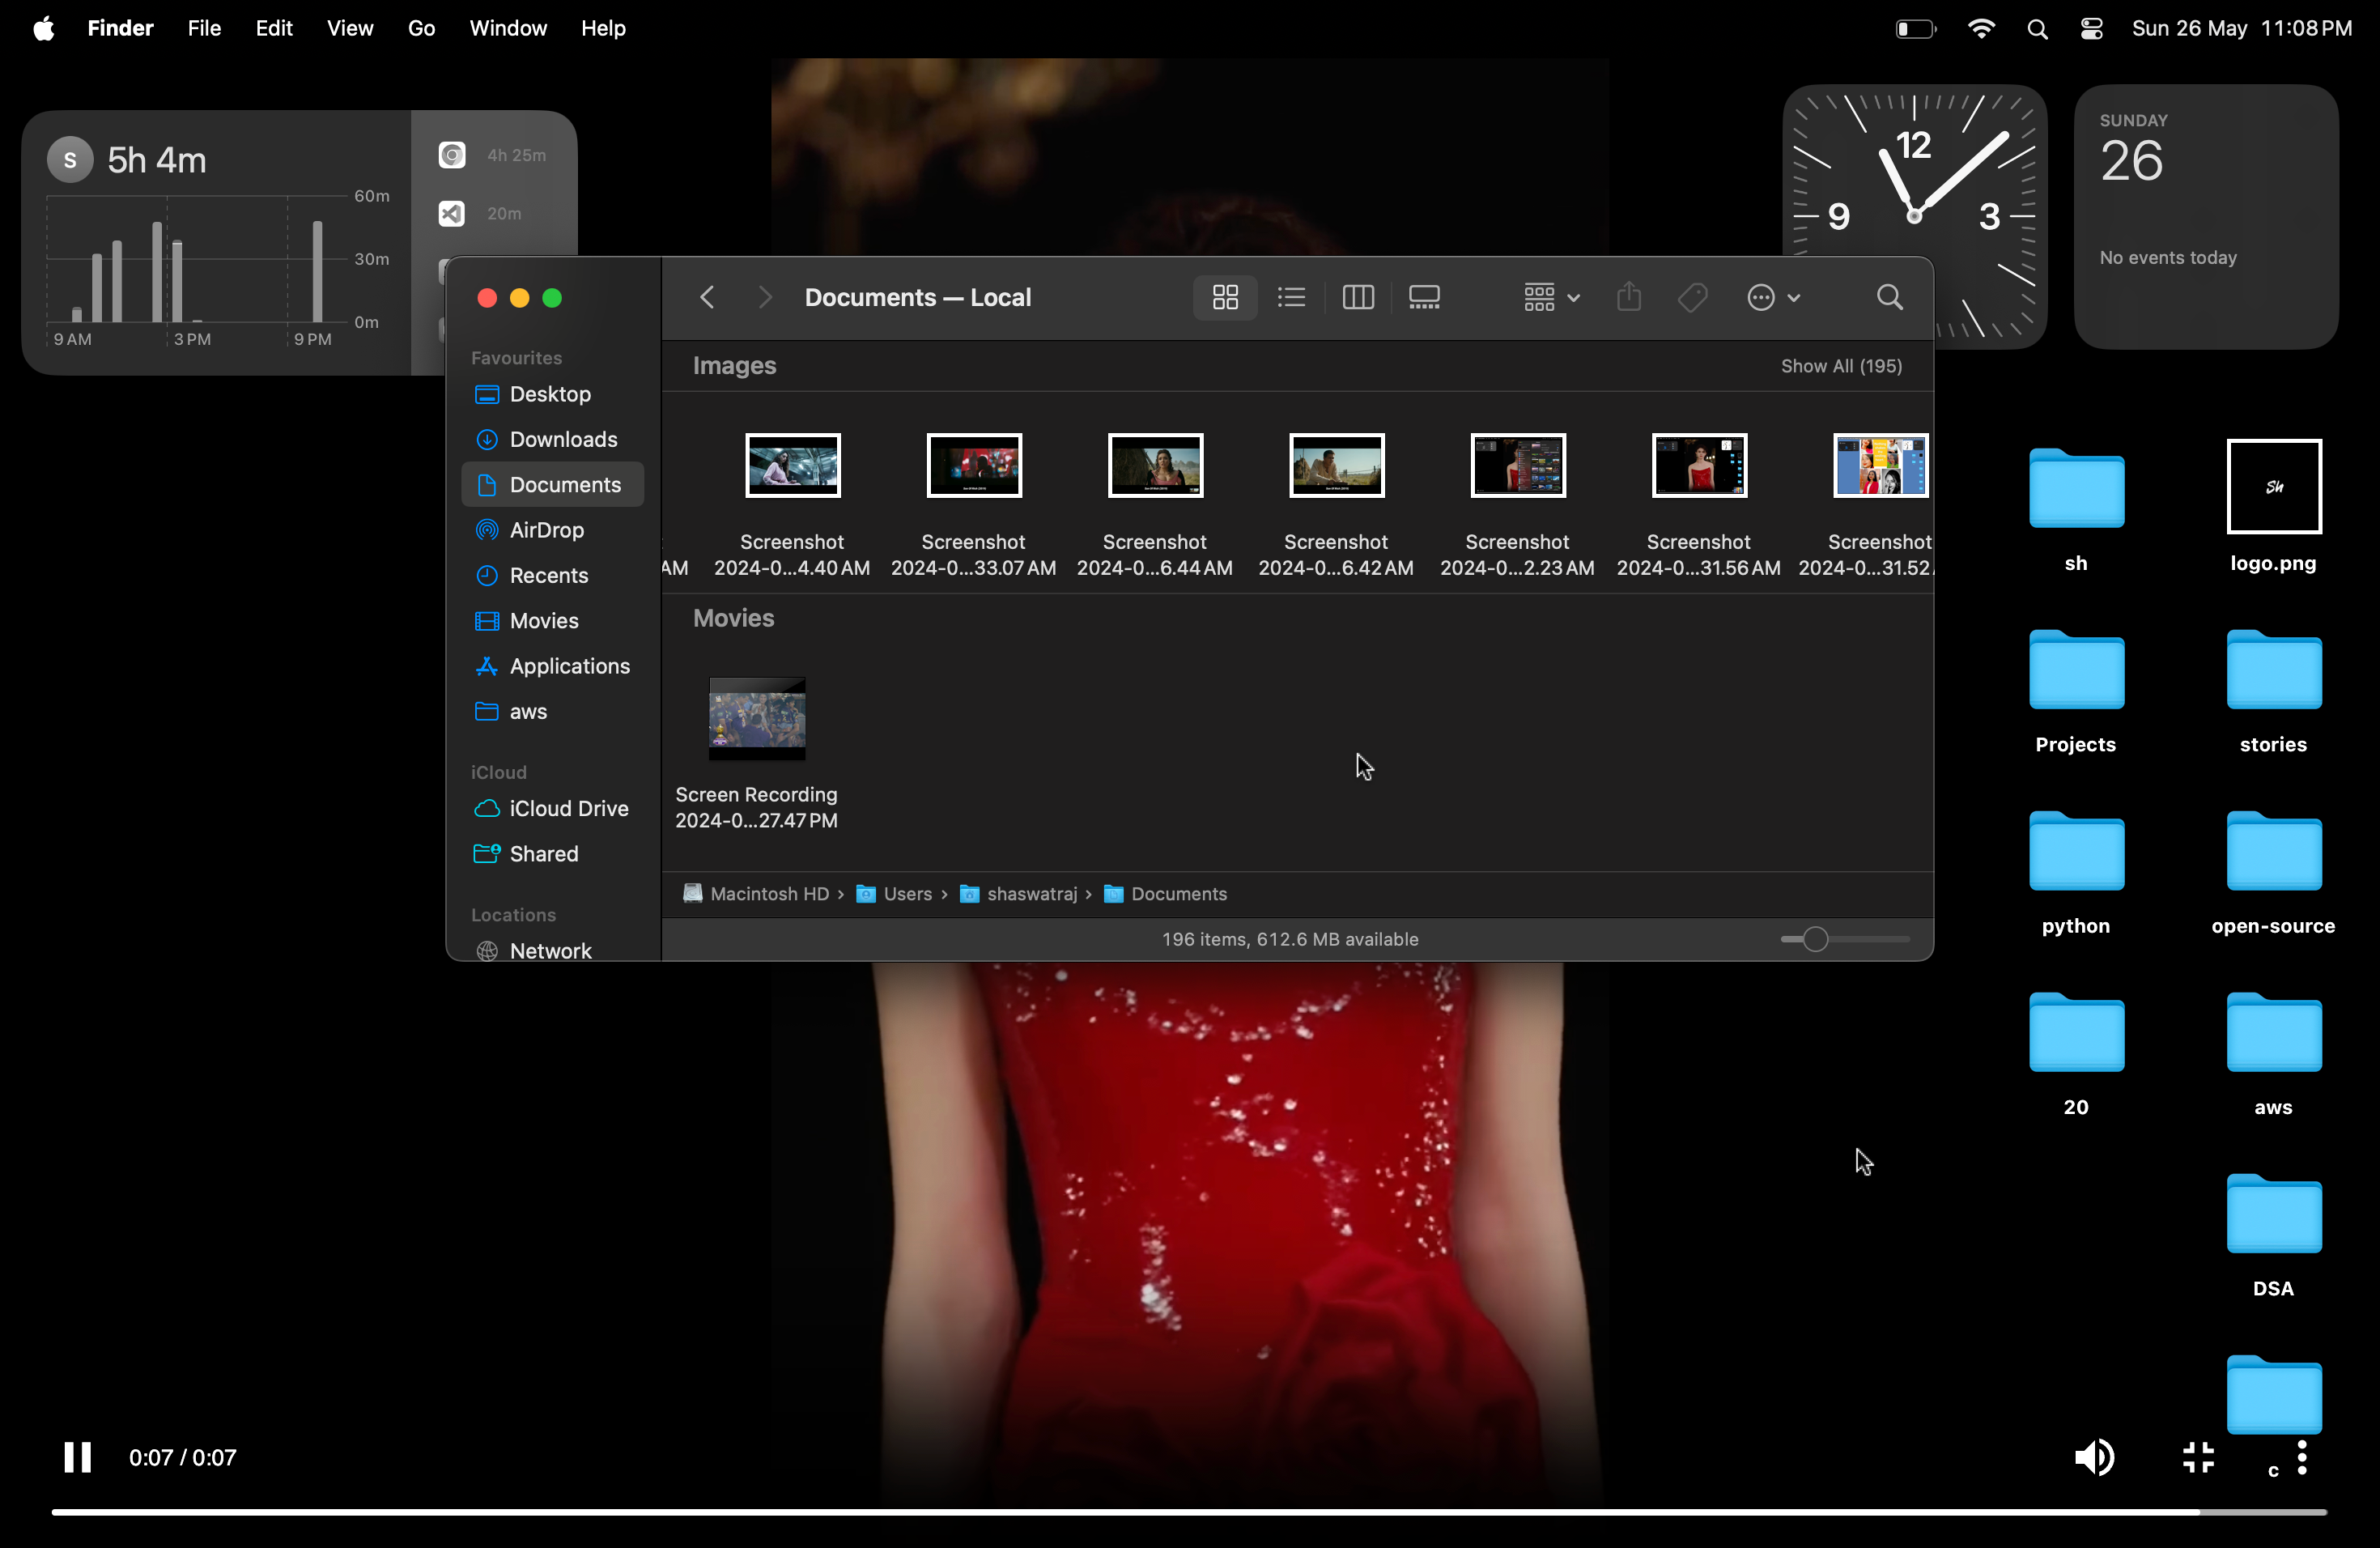 Finder File Edit View Go Window Help
Sun 26 May 11:08 PM
S 5h 4m
60m
30m
0m
9 AM 3 PM 9 PM
4h 25m
20m
12
9 3
SUNDAY
26
No events today
Documents — Local
Favourites
Desktop
Downloads
Documents
AirDrop
Recents
Movies
Applications
aws
iCloud
iCloud Drive
Shared
Locations
Network
Images Show All (195)
Screenshot Screenshot Screenshot Screenshot Screenshot Screenshot Screenshot
AM 2024-0...4.40 AM 2024-0...33.07 AM 2024-0...6.44 AM 2024-0...6.42 AM 2024-0...2.23 AM 2024-0...31.56 AM 2024-0...31.52
Movies
Screen Recording
2024-0...27.47 PM
Macintosh HD › Users › shaswatraj › Documents
196 items, 612.6 MB available
Sh
sh logo.png
Projects stories
python open-source
20 aws
DSA
c
0:07 / 0:07